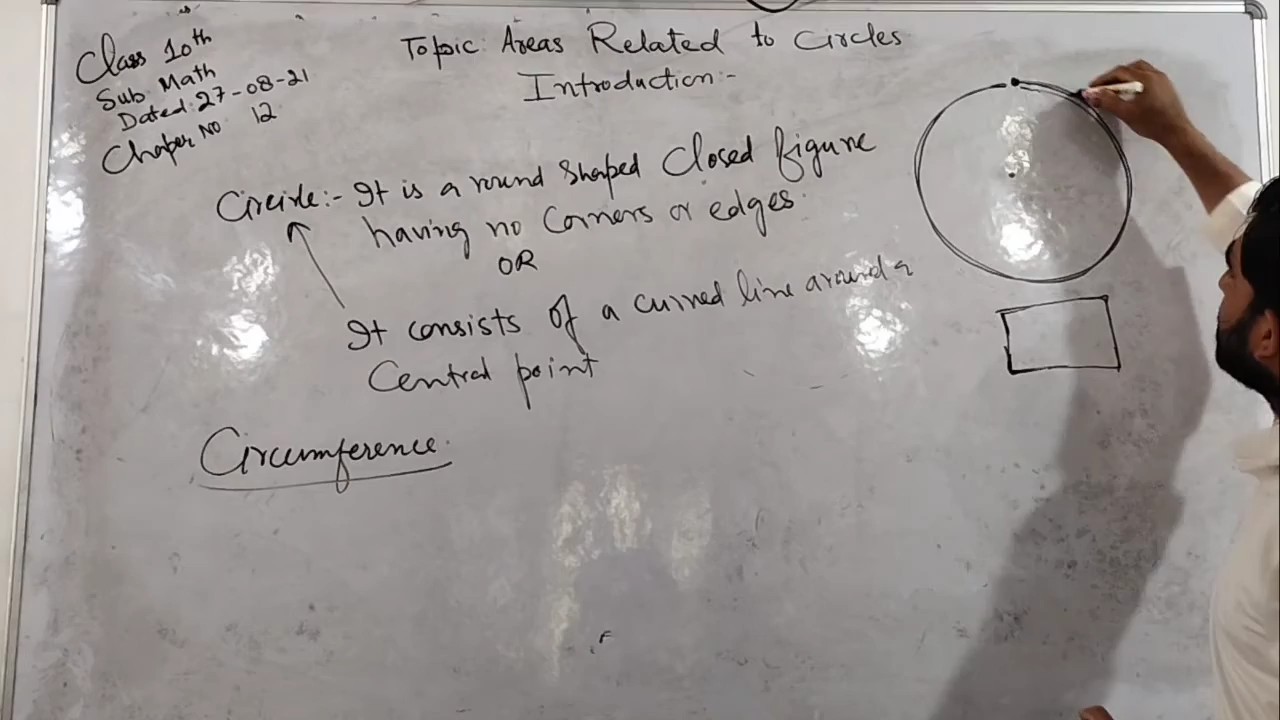 Class 10th
Sub: Math
Dated: 27-08-21
Chapter No 12
Topic: Areas Related to Circles
Introduction:-
Circle:- It is a round shaped Closed figure
having no Corners or edges.
OR
It consists of a curved line around a
Central point
Circumference: